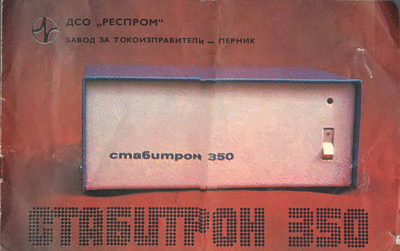 ДСО „РЕСПРОМ"
ЗАВОД ЗА ТОКОИЗПРАВИТЕЛИ — ПЕРНИК
стабитрон 350
СТАБИТРОН 350